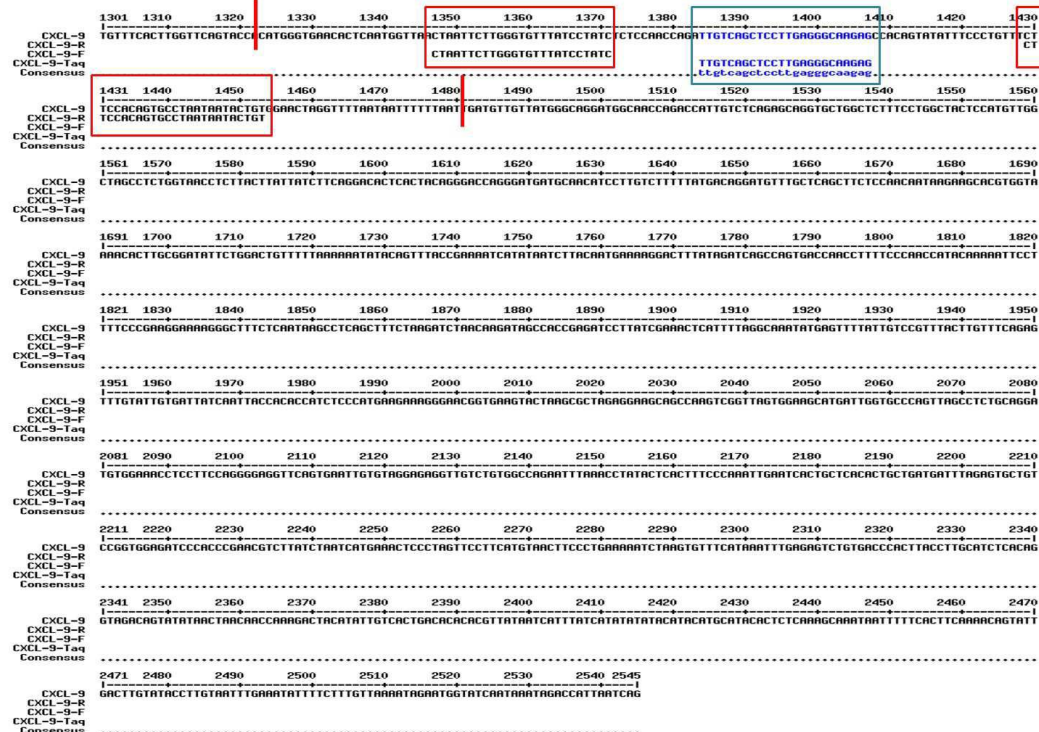 1301 1310 1320 1330 1340 1350 1360 1370 1380 1390 1400 1410 1420 1430
CXCL-9 TGTTTCACTTGGTTCAGTACCACATGGGTGAACACTCAATGGTTAACTAATTCTTGGGTGTTTATCCTATCTCTCCAACCAGATTGTCAGCTCCTTGAGGGCAAGAGCCACAGTATATTTCCCTGTTTCT
CXCL-9-R CT
CXCL-9-F CTAATTCTTGGGTGTTTATCCTATC
CXCL-9-Taq TTGTCAGCTCCTTGAGGGCAAGAG
Consensus ttgtcagctccttgagggcaagag
1431 1440 1450 1460 1470 1480 1490 1500 1510 1520 1530 1540 1550 1560
CXCL-9 TCCACAGTGCCTAATAATACTGTGGAACTAGGTTTTAATAATTTTTTAATTGATGTTGTTATGGGCAGGATGGCAACCAGACCATTGTCTCAGAGCAGGTGCTGGCTCTTTCCTGGCTACTCCATGTTGG
CXCL-9-R TCCACAGTGCCTAATAATACTGT
CXCL-9-F
CXCL-9-Taq
Consensus
1561 1570 1580 1590 1600 1610 1620 1630 1640 1650 1660 1670 1680 1690
CXCL-9 CTAGCCTCTGGTAACCTCTTACTTATTATCTTCAGGACACTCACTACAGGGACCAGGGATGATGCAACATCCTTGTCTTTTTATGACAGGATGTTTGCTCAGCTTCTCCAACAATAAGAAGCACGTGGTA
CXCL-9-R
CXCL-9-F
CXCL-9-Taq
Consensus
1691 1700 1710 1720 1730 1740 1750 1760 1770 1780 1790 1800 1810 1820
CXCL-9 AAACACTTGCGGATATTCTGGACTGTTTTTAAAAAATATACAGTTTACCGAAAATCATATAATCTTACAATGAAAAGGACTTTATAGATCAGCCAGTGACCAACCTTTTCCCAACCATACAAAAATTCCT
CXCL-9-R
CXCL-9-F
CXCL-9-Taq
Consensus
1821 1830 1840 1850 1860 1870 1880 1890 1900 1910 1920 1930 1940 1950
CXCL-9 TTTCCCGAAGGAAAAGGGCTTTCTCAATAAGCCTCAGCTTTCTAAGATCTAACAAGATAGCCACCGAGATCCTTATCGAAACTCATTTTAGGCAAATATGAGTTTTATTGTCCGTTTACTTGTTTCAGAG
CXCL-9-R
CXCL-9-F
CXCL-9-Taq
Consensus
1951 1960 1970 1980 1990 2000 2010 2020 2030 2040 2050 2060 2070 2080
CXCL-9 TTTGTATTGTGATTATCAATTACCACACCATCTCCCATGAAGAAAGGGAACGGTGAAGTACTAAGCGCTAGAGGAAGCAGCCAAGTCGGTTAGTGGAAGCATGATTGGTGCCCAGTTAGCCTCTGCAGGA
CXCL-9-R
CXCL-9-F
CXCL-9-Taq
Consensus
2081 2090 2100 2110 2120 2130 2140 2150 2160 2170 2180 2190 2200 2210
CXCL-9 TGTGGAAACCTCCTTCCAGGGGAGGTTCAGTGAATTGTGTAGGAGAGGTTGTCTGTGGCCAGAATTTAAACCTATACTCACTTTCCCAAATTGAATCACTGCTCACACTGCTGATGATTTAGAGTGCTGT
CXCL-9-R
CXCL-9-F
CXCL-9-Taq
Consensus
2211 2220 2230 2240 2250 2260 2270 2280 2290 2300 2310 2320 2330 2340
CXCL-9 CCGGTGGAGATCCCACCCGAACGTCTTATCTAATCATGAAACTCCCTAGTTCCTTCATGTAACTTCCCTGAAAAATCTAAGTGTTTCATAAATTTGAGAGTCTGTGACCCACTTACCTTGCATCTCACAG
CXCL-9-R
CXCL-9-F
CXCL-9-Taq
Consensus
2341 2350 2360 2370 2380 2390 2400 2410 2420 2430 2440 2450 2460 2470
CXCL-9 GTAGACAGTATATAACTAACAACCAAAGACTACATATTGTCACTGACACACACGTTATAATCATTTATCATATATATACATACATGCATACACTCTCAAAGCAAATAATTTTTCACTTCAAAACAGTATT
CXCL-9-R
CXCL-9-F
CXCL-9-Taq
Consensus
2471 2480 2490 2500 2510 2520 2530 2540 2545
CXCL-9 GACTTGTATACCTTGTAATTTGAAATATTTTCTTTGTTAAAATAGAATGGTATCAATAAATAGACCATTAATCAG
CXCL-9-R
CXCL-9-F
CXCL-9-Taq
Consensus